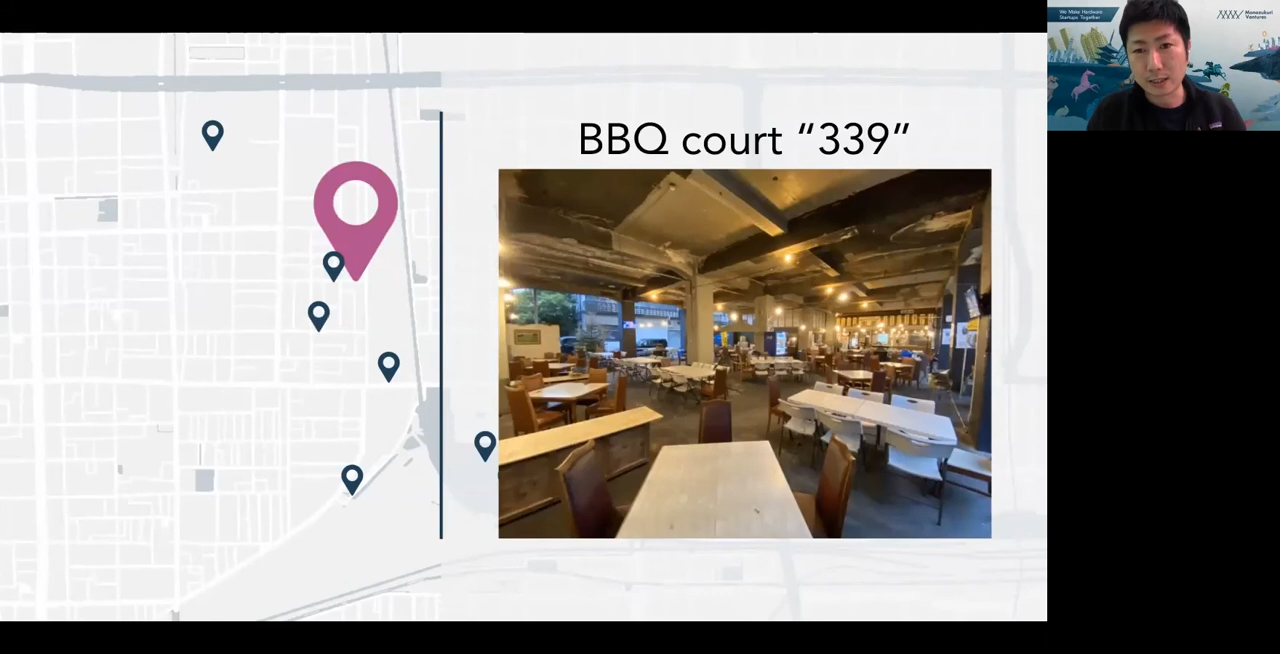 BBQ court “339”
We Make Hardware
Startups Together
Monozukuri
Ventures